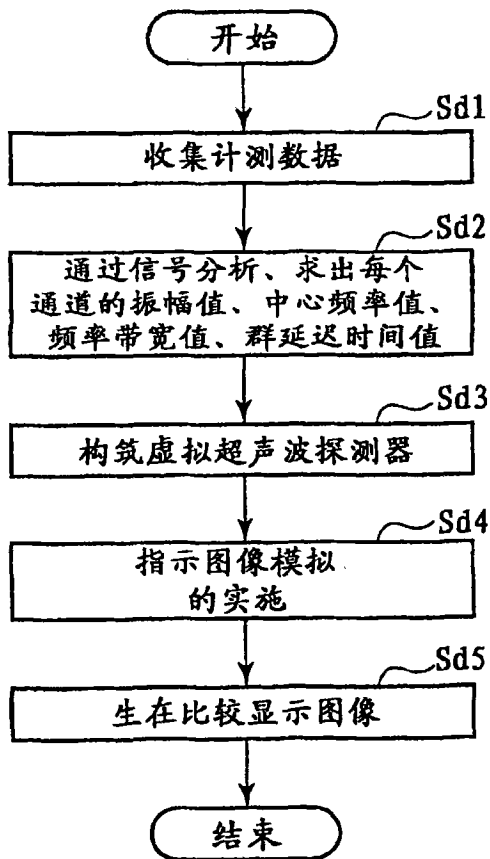 开始
Sd1
收集计测数据
Sd2
通过信号分析、求出每个
通道的振幅值、中心频率值、
频率带宽值、群延迟时间值
Sd3
构筑虚拟超声波探测器
Sd4
指示图像模拟
的实施
Sd5
生在比较显示图像
结束